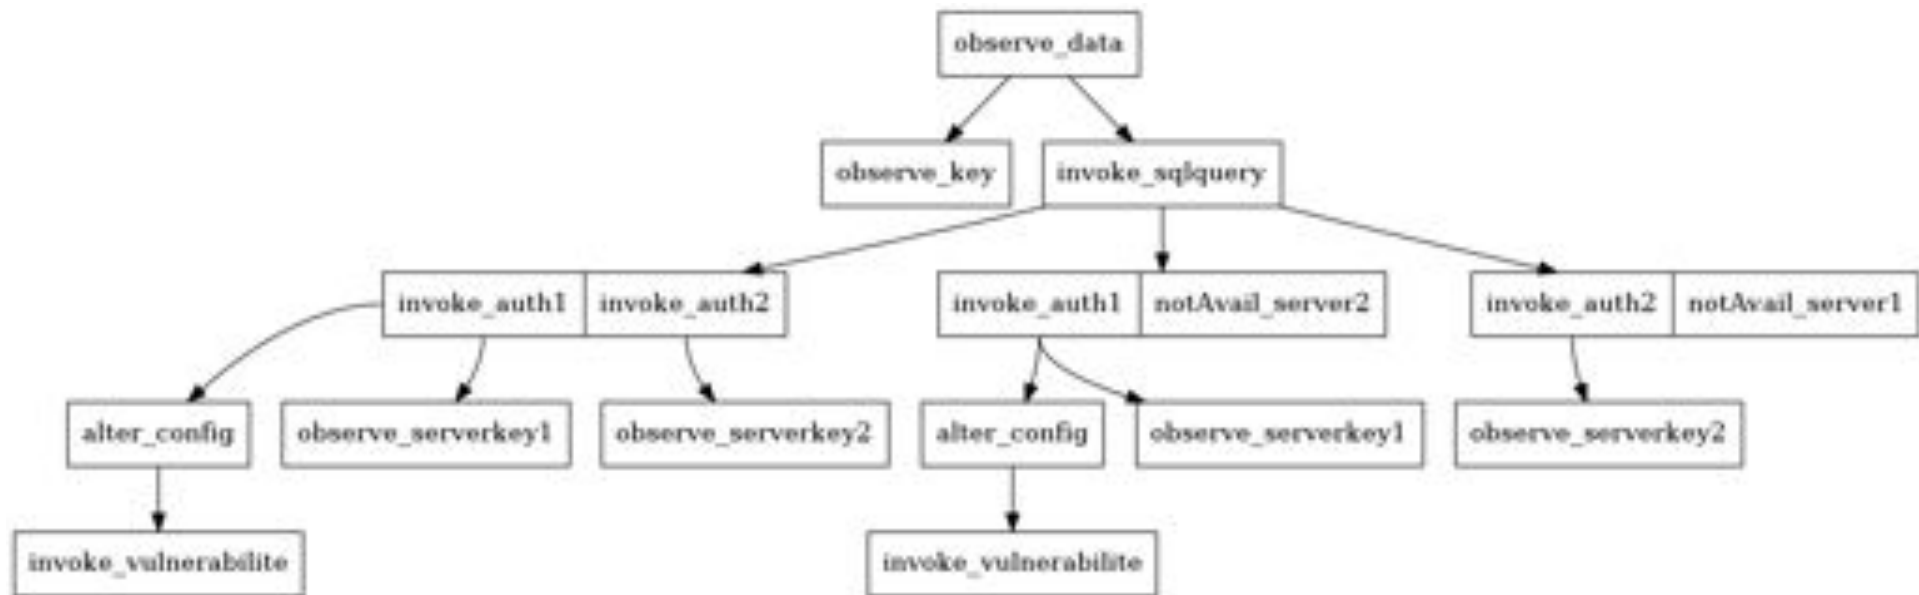 observe_data
observe_key
invoke_sqlquery
invoke_auth1
invoke_auth2
invoke_auth1
notAvail_server2
invoke_auth2
notAvail_server1
alter_config
observe_serverkey1
observe_serverkey2
alter_config
observe_serverkey1
observe_serverkey2
invoke_vulnerabilite
invoke_vulnerabilite